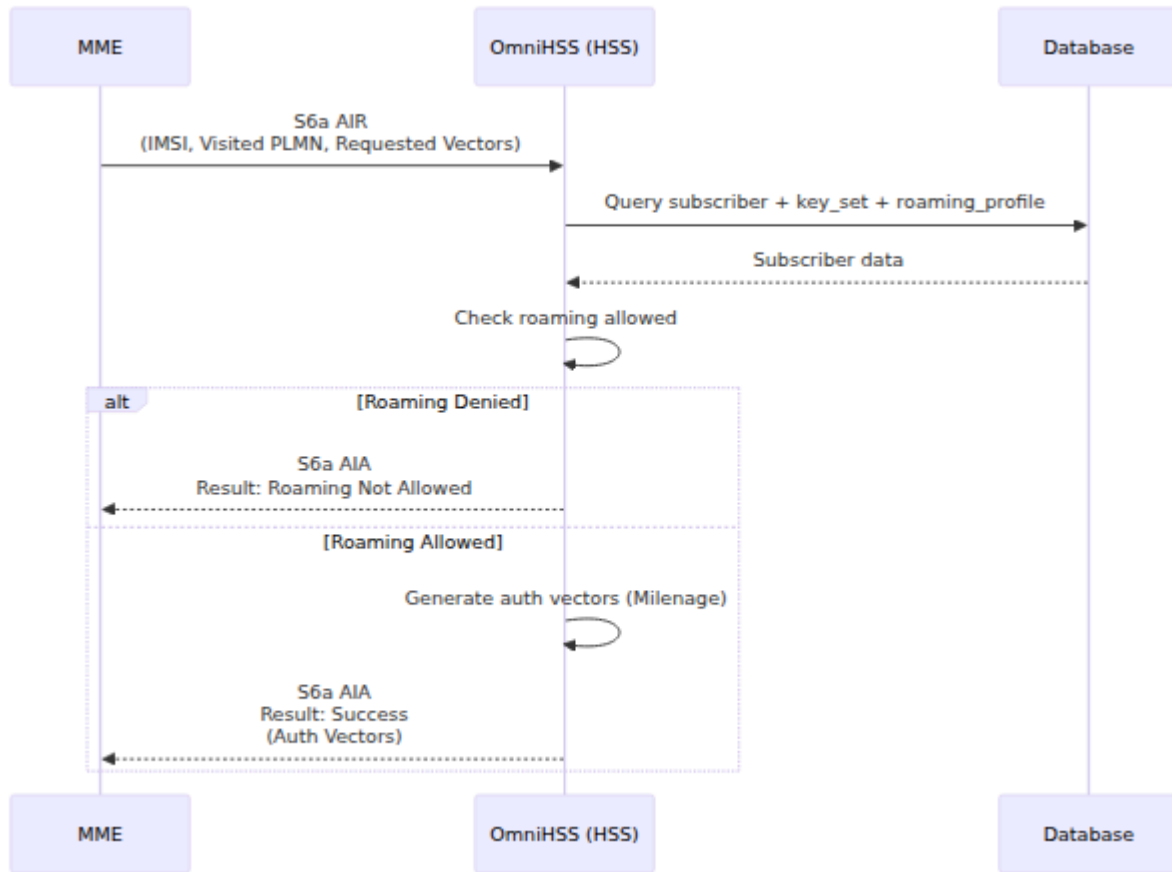 MME
OmniHSS (HSS)
Database
S6a AIR
(IMSI, Visited PLMN, Requested Vectors)
Query subscriber + key_set + roaming_profile
Subscriber data
Check roaming allowed
alt
[Roaming Denied]
S6a AIA
Result: Roaming Not Allowed
[Roaming Allowed]
Generate auth vectors (Milenage)
S6a AIA
Result: Success
(Auth Vectors)
MME
OmniHSS (HSS)
Database